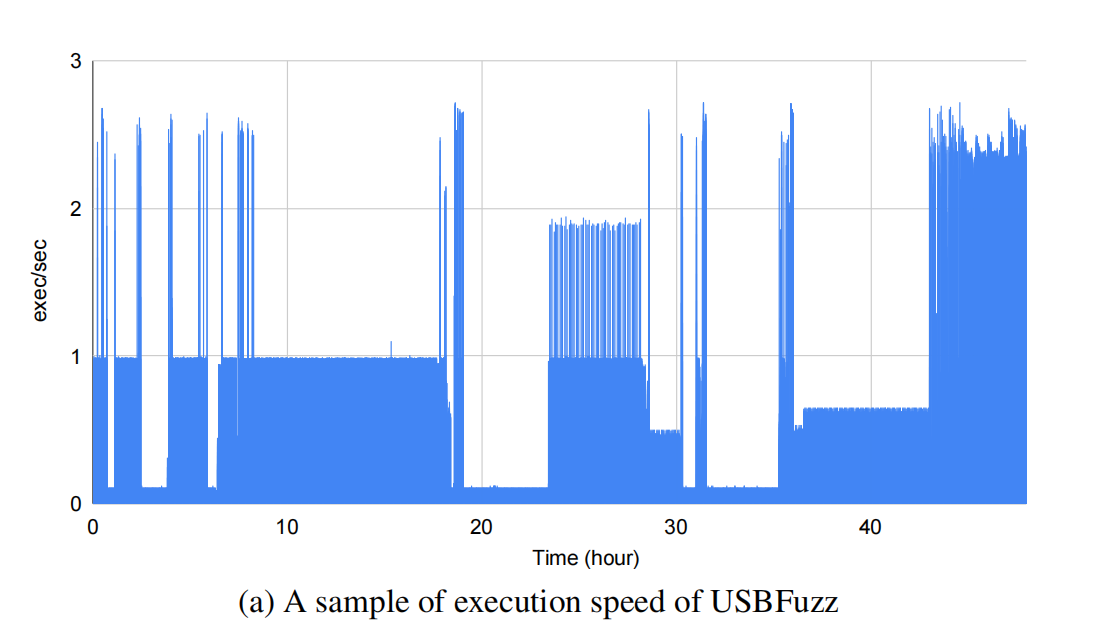 3
2
1
0
exec/sec
0 10 20 30 40
Time (hour)
(a) A sample of execution speed of USBFuzz